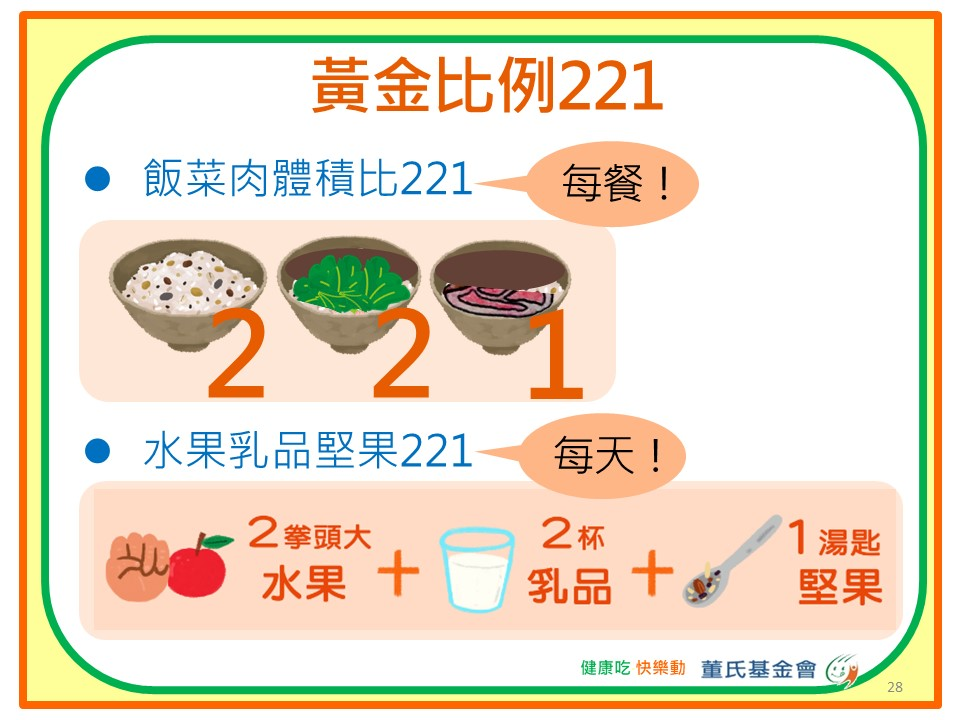 黃金比例221
● 飯菜肉體積比221
每餐！
2 2 1
● 水果乳品堅果221
每天！
2拳頭大
水果
+
2杯
乳品
+
1湯匙
堅果
健康吃 快樂動 董氏基金會
28